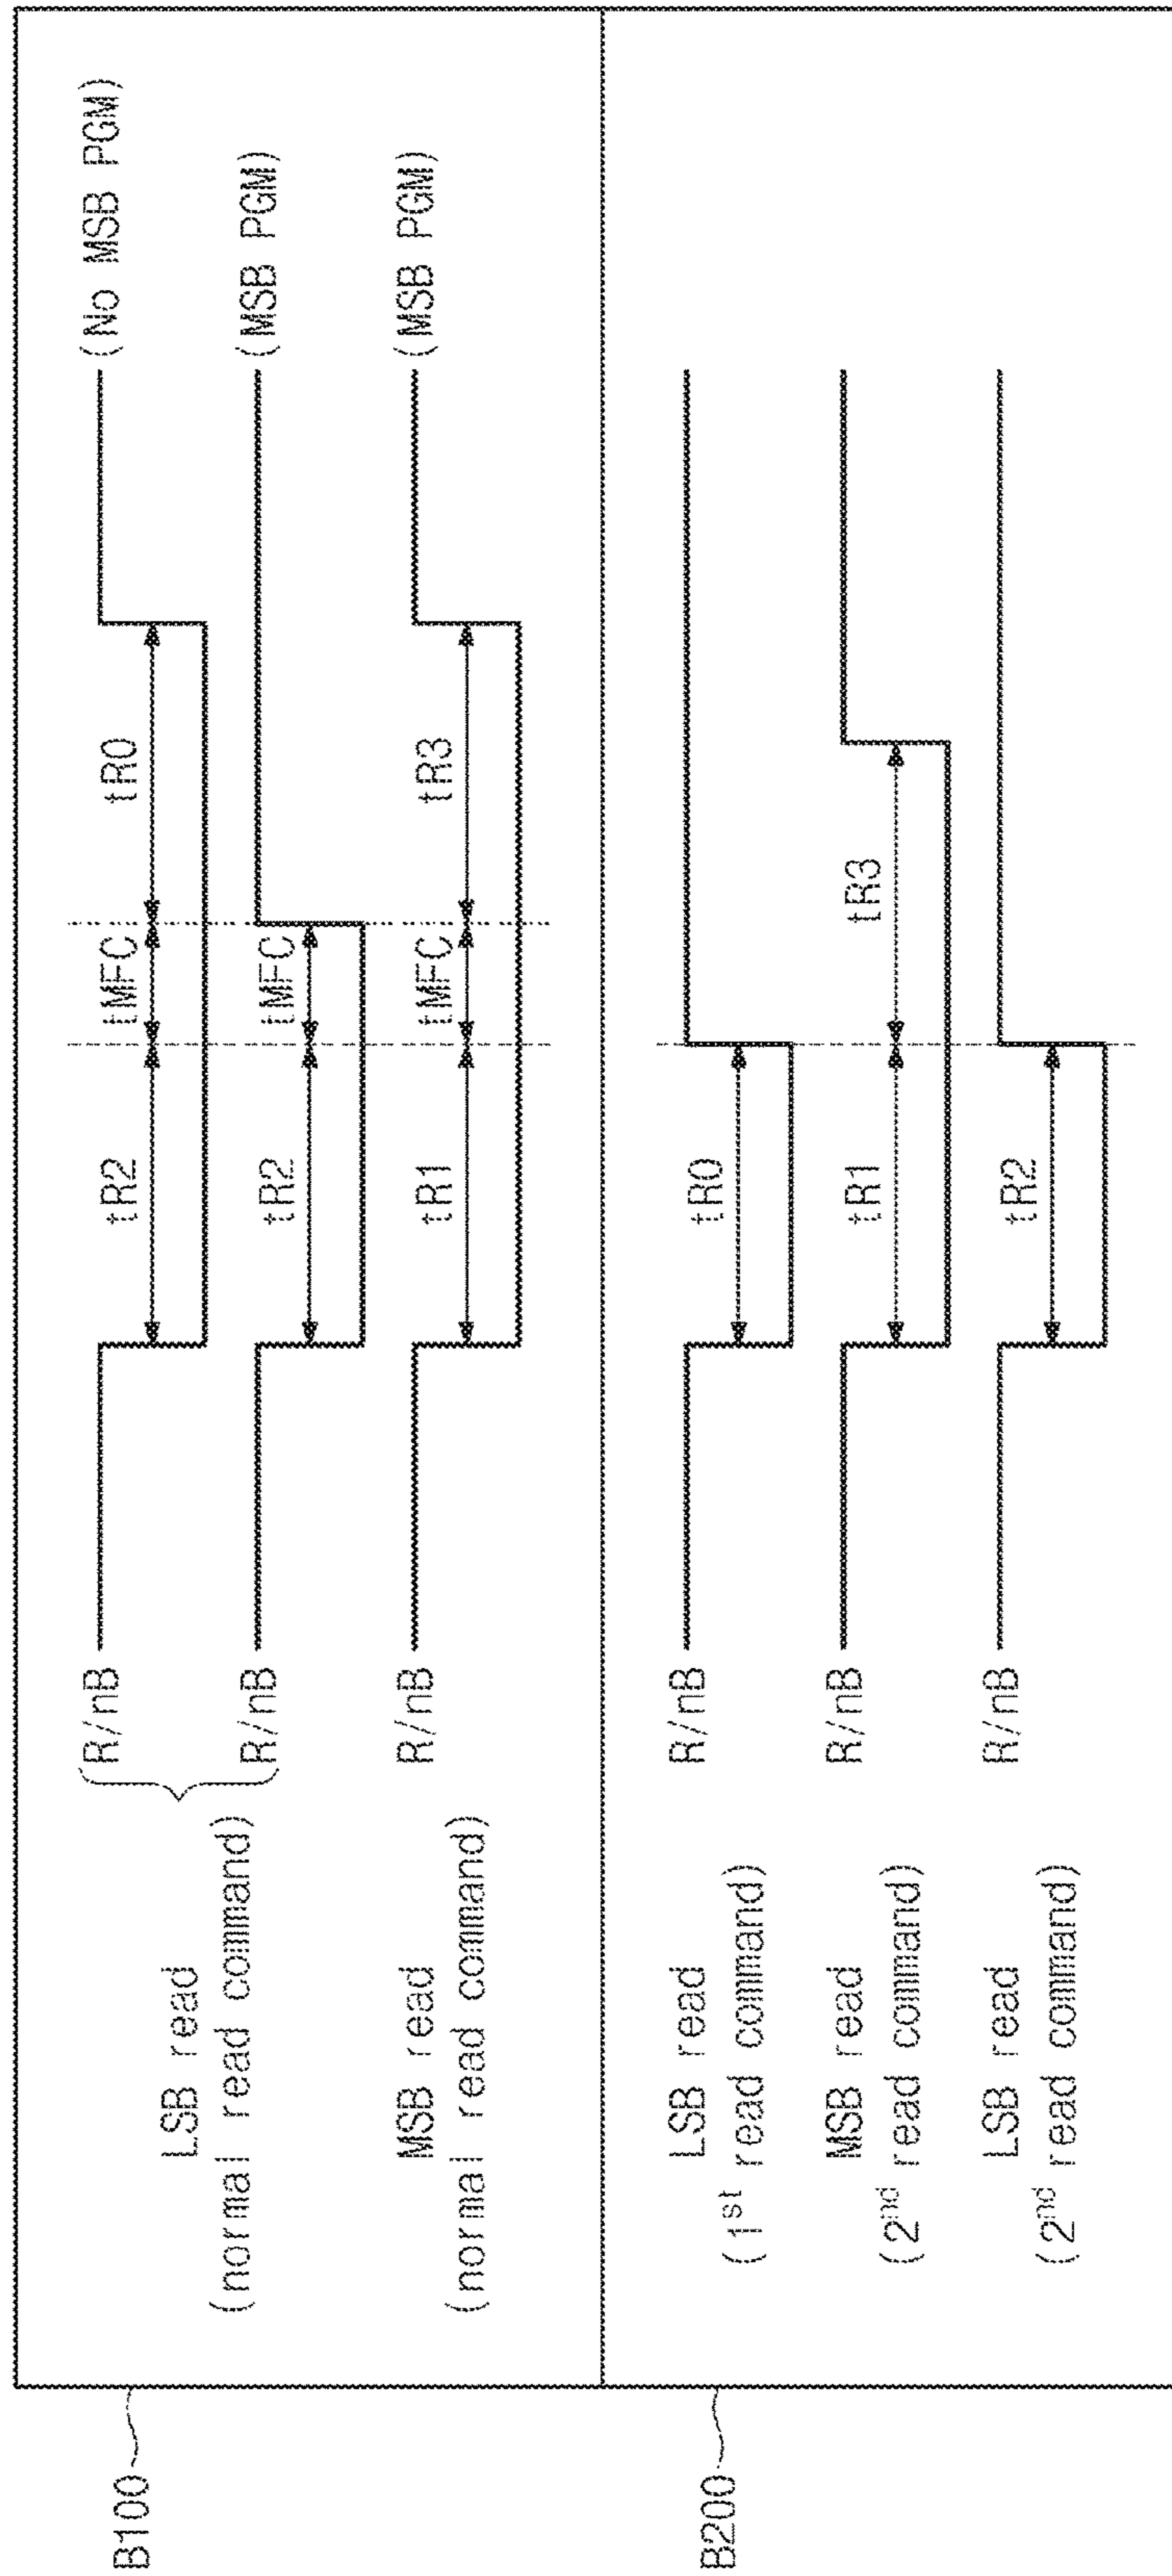 B100
LSB read
(normal read command)
R/nB
tR2
tMFC
tR0
(No MSB PGM)
R/nB
tR2
tMFC
(MSB PGM)
MSB read
(normal read command)
R/nB
tR1
tMFC
tR3
(MSB PGM)
B200
LSB read
(1st read command)
R/nB
tR0
MSB read
(2nd read command)
R/nB
tR1
tR3
LSB read
(2nd read command)
R/nB
tR2